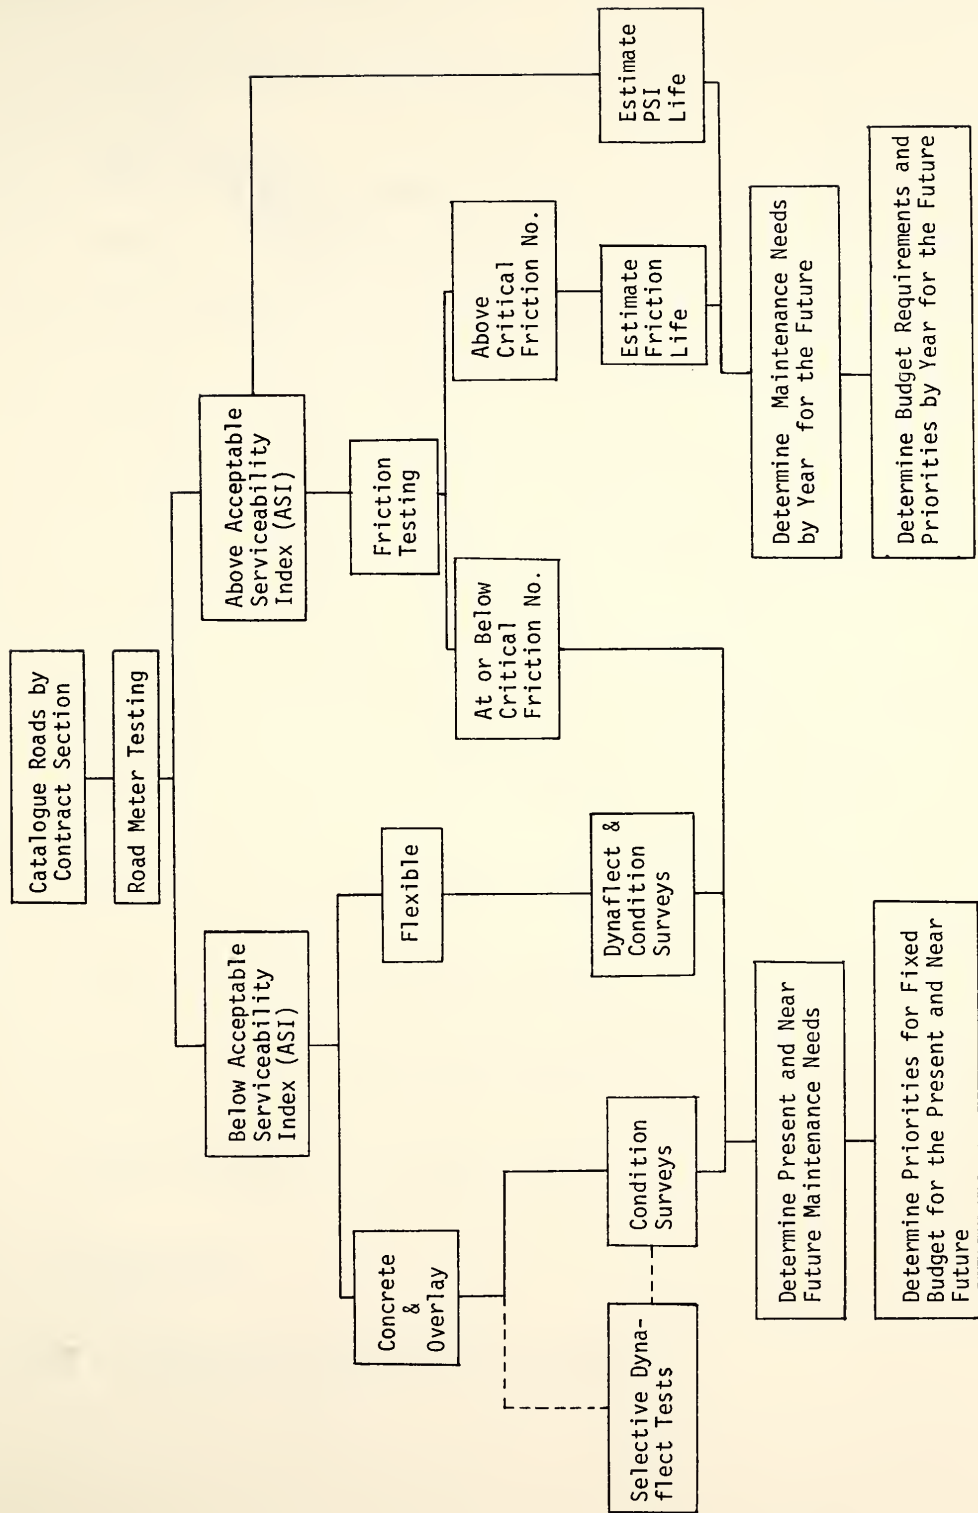 Catalogue Roads by
Contract Section
Road Meter Testing
Below Acceptable
Serviceability
Index (ASI)
Above Acceptable
Serviceability
Index (ASI)
Concrete
&
Overlay
Flexible
Friction
Testing
At or Below
Critical
Friction No.
Above
Critical
Friction No.
Selective Dyna-
flect Tests
Condition
Surveys
Dynaflect &
Condition
Surveys
Estimate
Friction
Life
Estimate
PSI
Life
Determine Present and Near
Future Maintenance Needs
Determine Maintenance Needs
by Year for the Future
Determine Priorities for Fixed
Budget for the Present and Near
Future
Determine Budget Requirements and
Priorities by Year for the Future